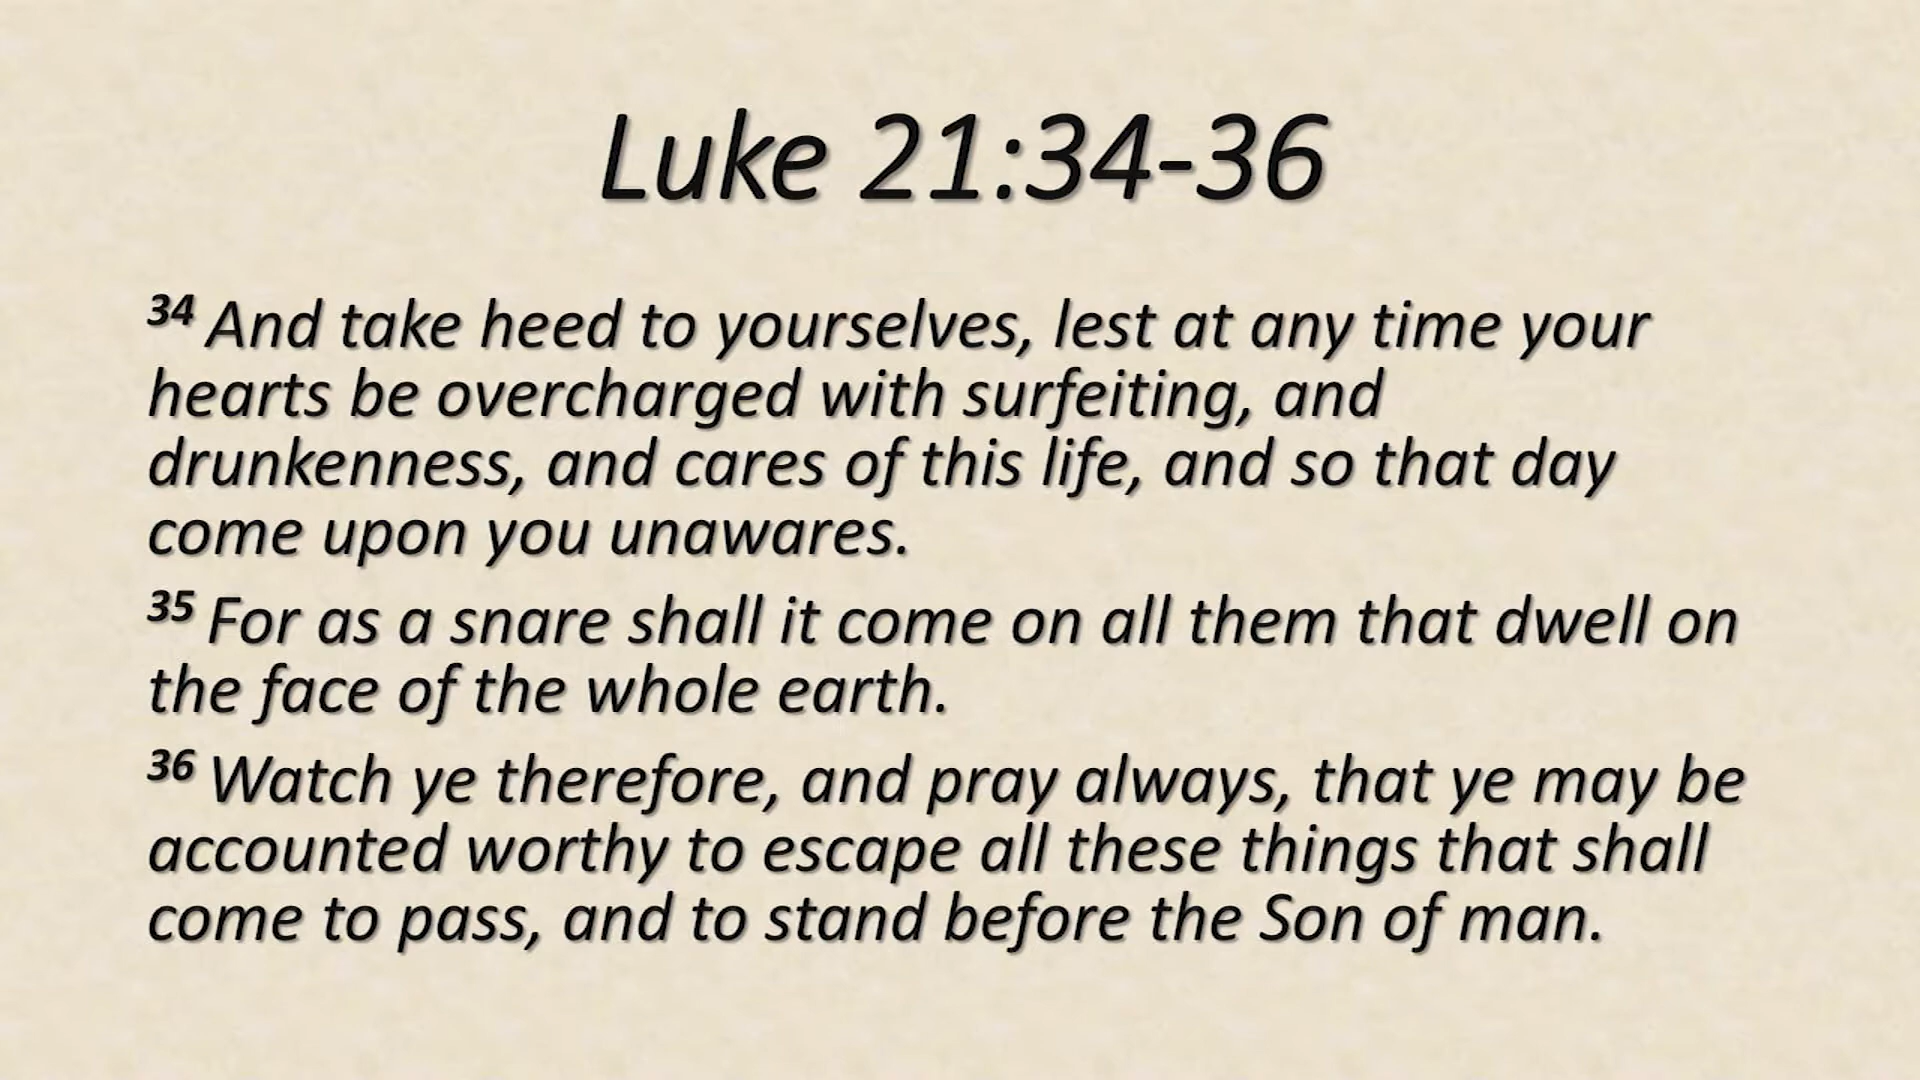 Luke 21:34-36
34 And take heed to yourselves, lest at any time your
hearts be overcharged with surfeiting, and
drunkenness, and cares of this life, and so that day
come upon you unawares.
35 For as a snare shall it come on all them that dwell on
the face of the whole earth.
36 Watch ye therefore, and pray always, that ye may be
accounted worthy to escape all these things that shall
come to pass, and to stand before the Son of man.